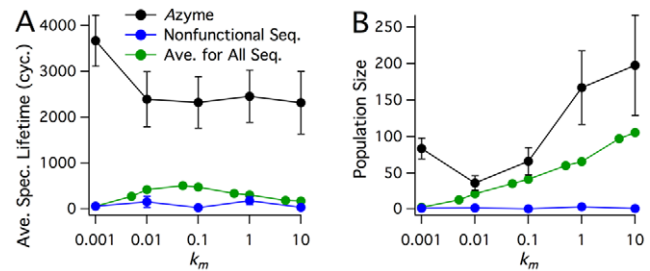 A
Azyme
Nonfunctional Seq.
Ave. for All Seq.
Ave. Spec. Lifetime (cyc.)
4000
3000
2000
1000
0
0.001 0.01 0.1 1 10
km
B
Population Size
250
200
150
100
50
0
0.001 0.01 0.1 1 10
km